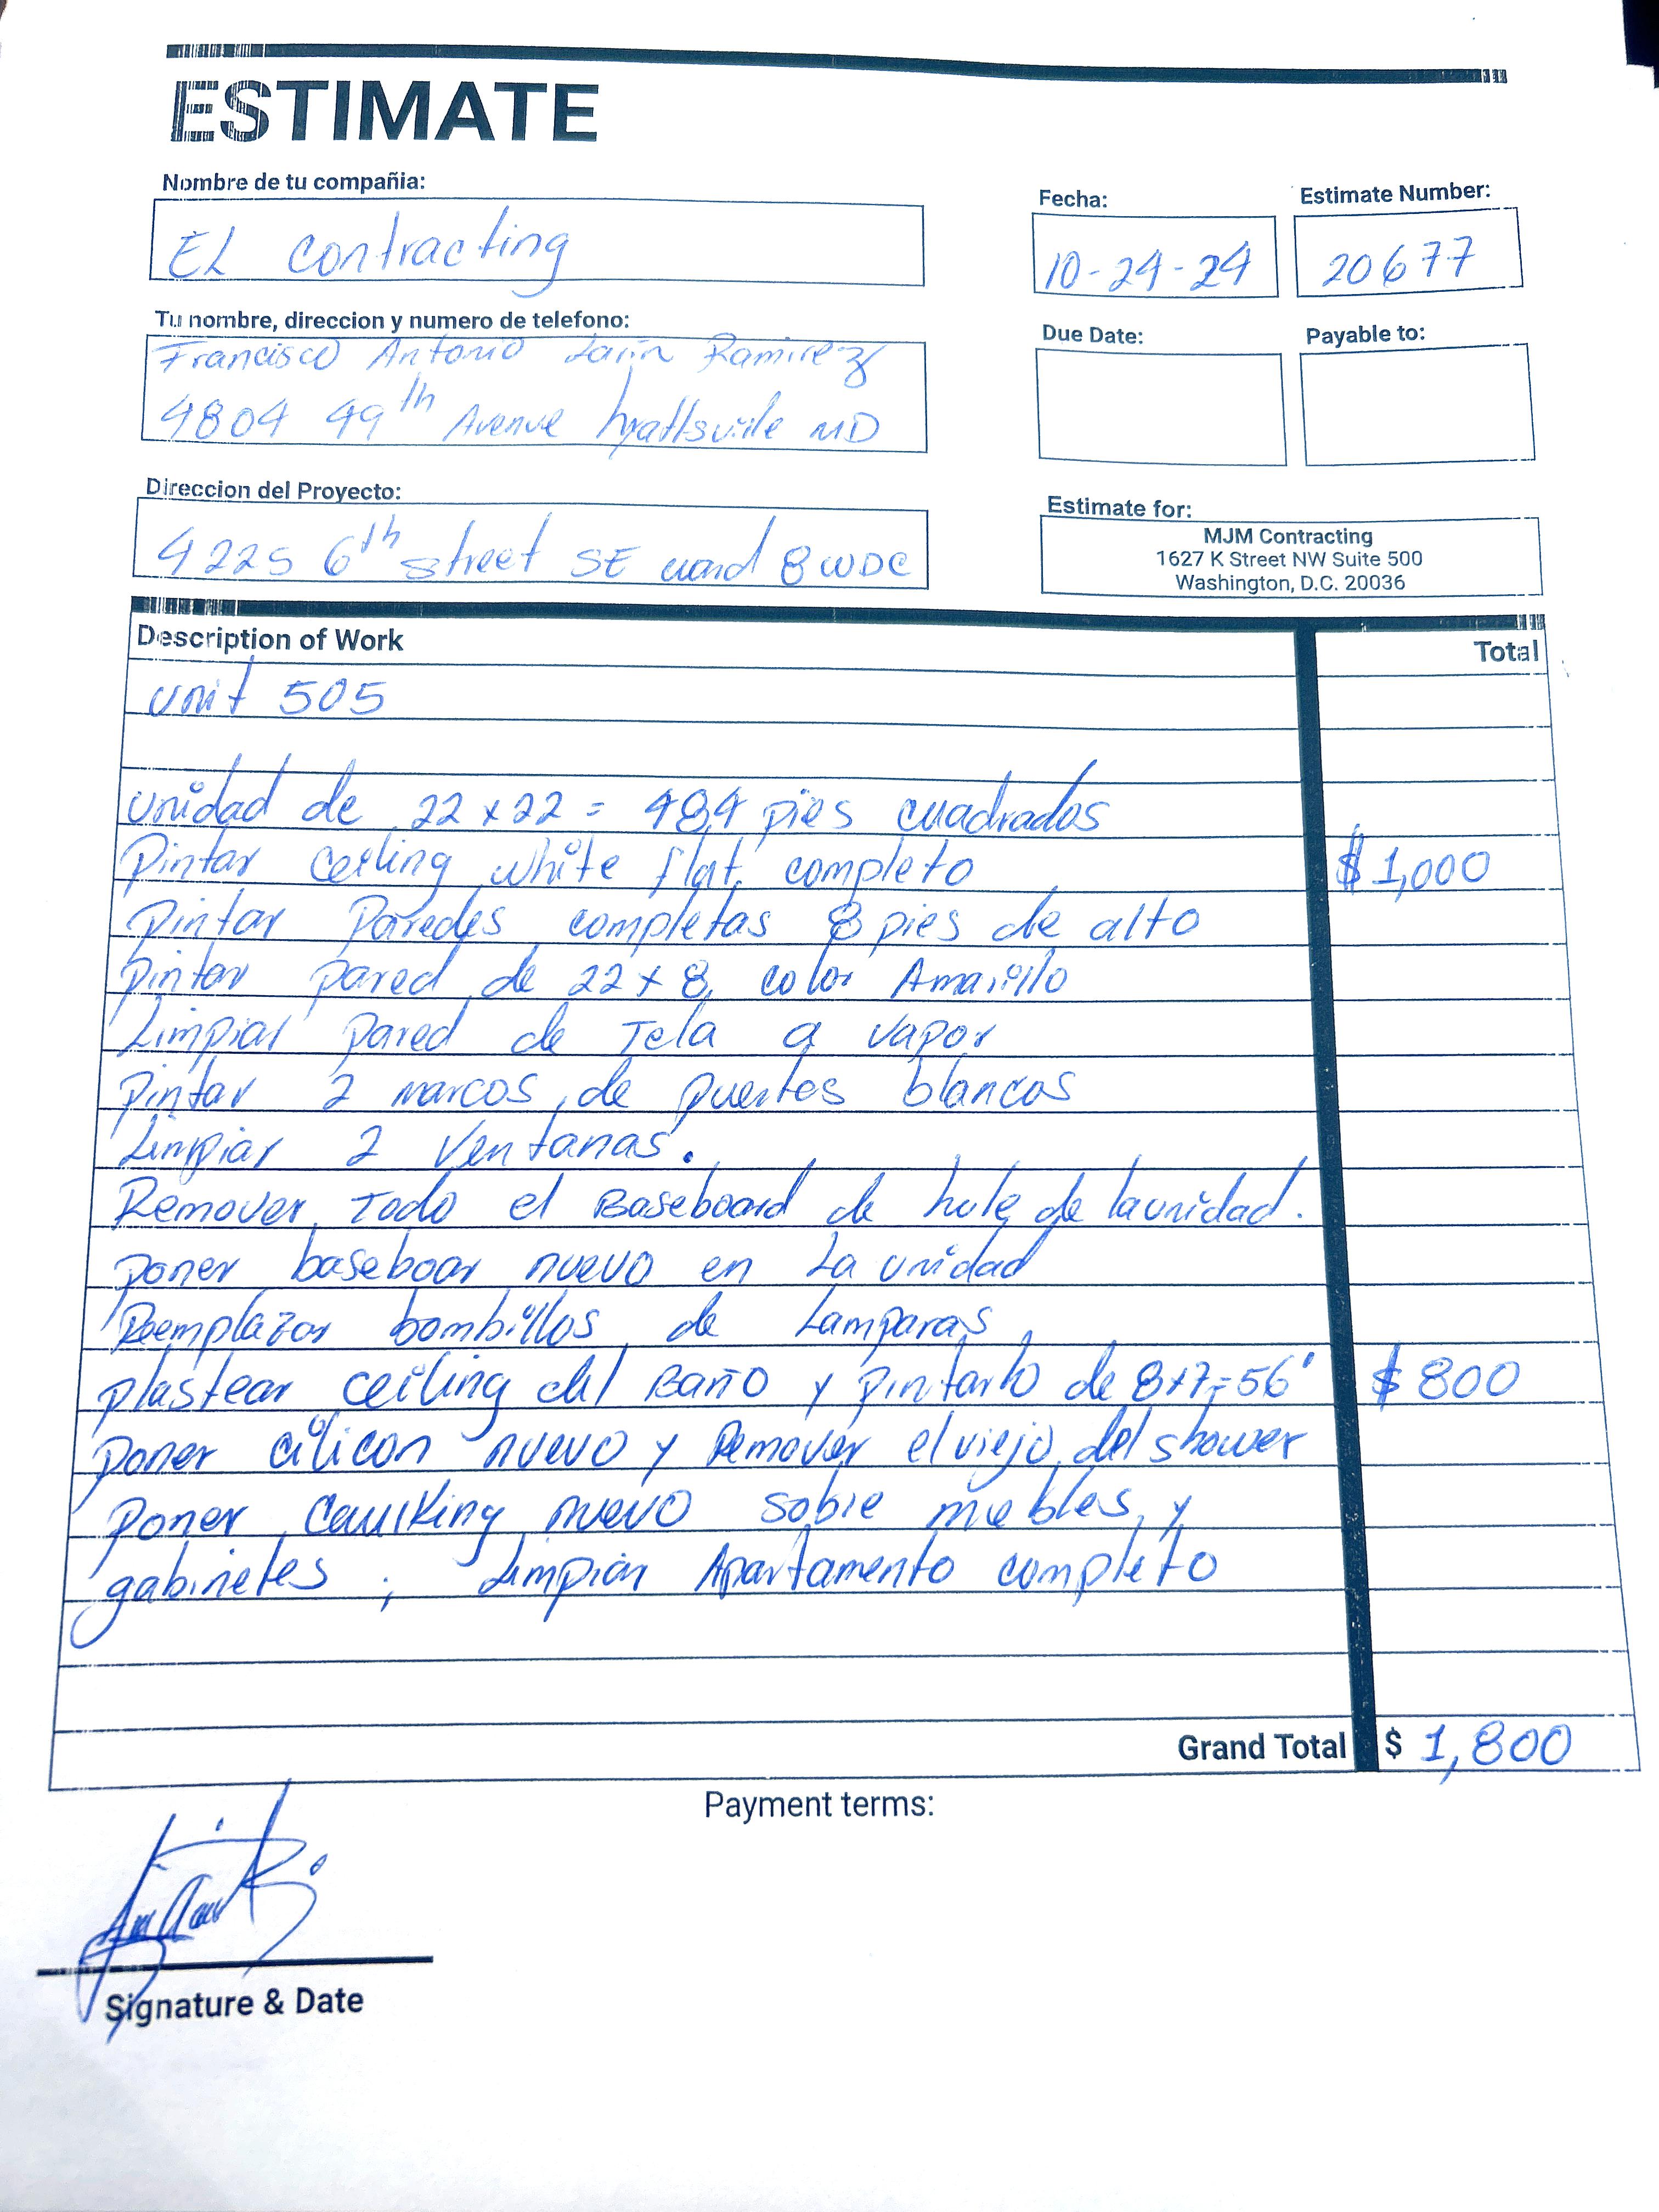 ESTIMATE
Nombre de tu compañia:
EL contracting
Fecha:
10-24-24
Estimate Number:
20677
Tu nombre, direccion y numero de telefono:
Francisco Antonio Larin Ramirez
4804 49th Avenue hyattsville MD
Due Date:
Payable to:
Direccion del Proyecto:
4225 6th street SE ward 8 WDC
Estimate for:
MJM Contracting
1627 K Street NW Suite 500
Washington, D.C. 20036
Description of Work
Total
unit 505
unidad de 22 x 22 = 484 pies cuadrados
Pintar ceiling white flat. completo $ 1,000
pintar Paredes completas 8 pies de alto
pintar pared de 22 x 8 color Amarillo
Limpiar pared de Tela a vapor
pintar 2 marcos de puertas blancos
Limpiar 2 ventanas.
Remover Todo el Baseboard de hule de la unidad.
poner baseboar nuevo en La unidad
Reemplazar bombillos de Lamparas
plastear ceiling del Baño y pintarlo de 8x7=56' $ 800
poner cilicon nuevo y Remover el viejo del shower
poner caulking nuevo sobre muebles y
gabinetes ; Limpiar Apartamento completo
Grand Total $ 1,800
Payment terms:
Signature & Date